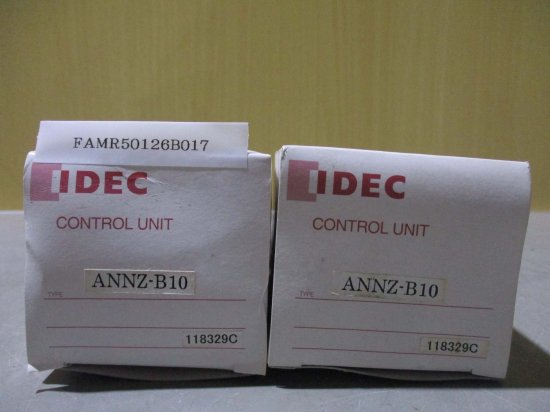 FAMR50126B017
IDEC
CONTROL UNIT
TYPE ANNZ-B10
118329C
IDEC
CONTROL UNIT
TYPE ANNZ-B10
118329C